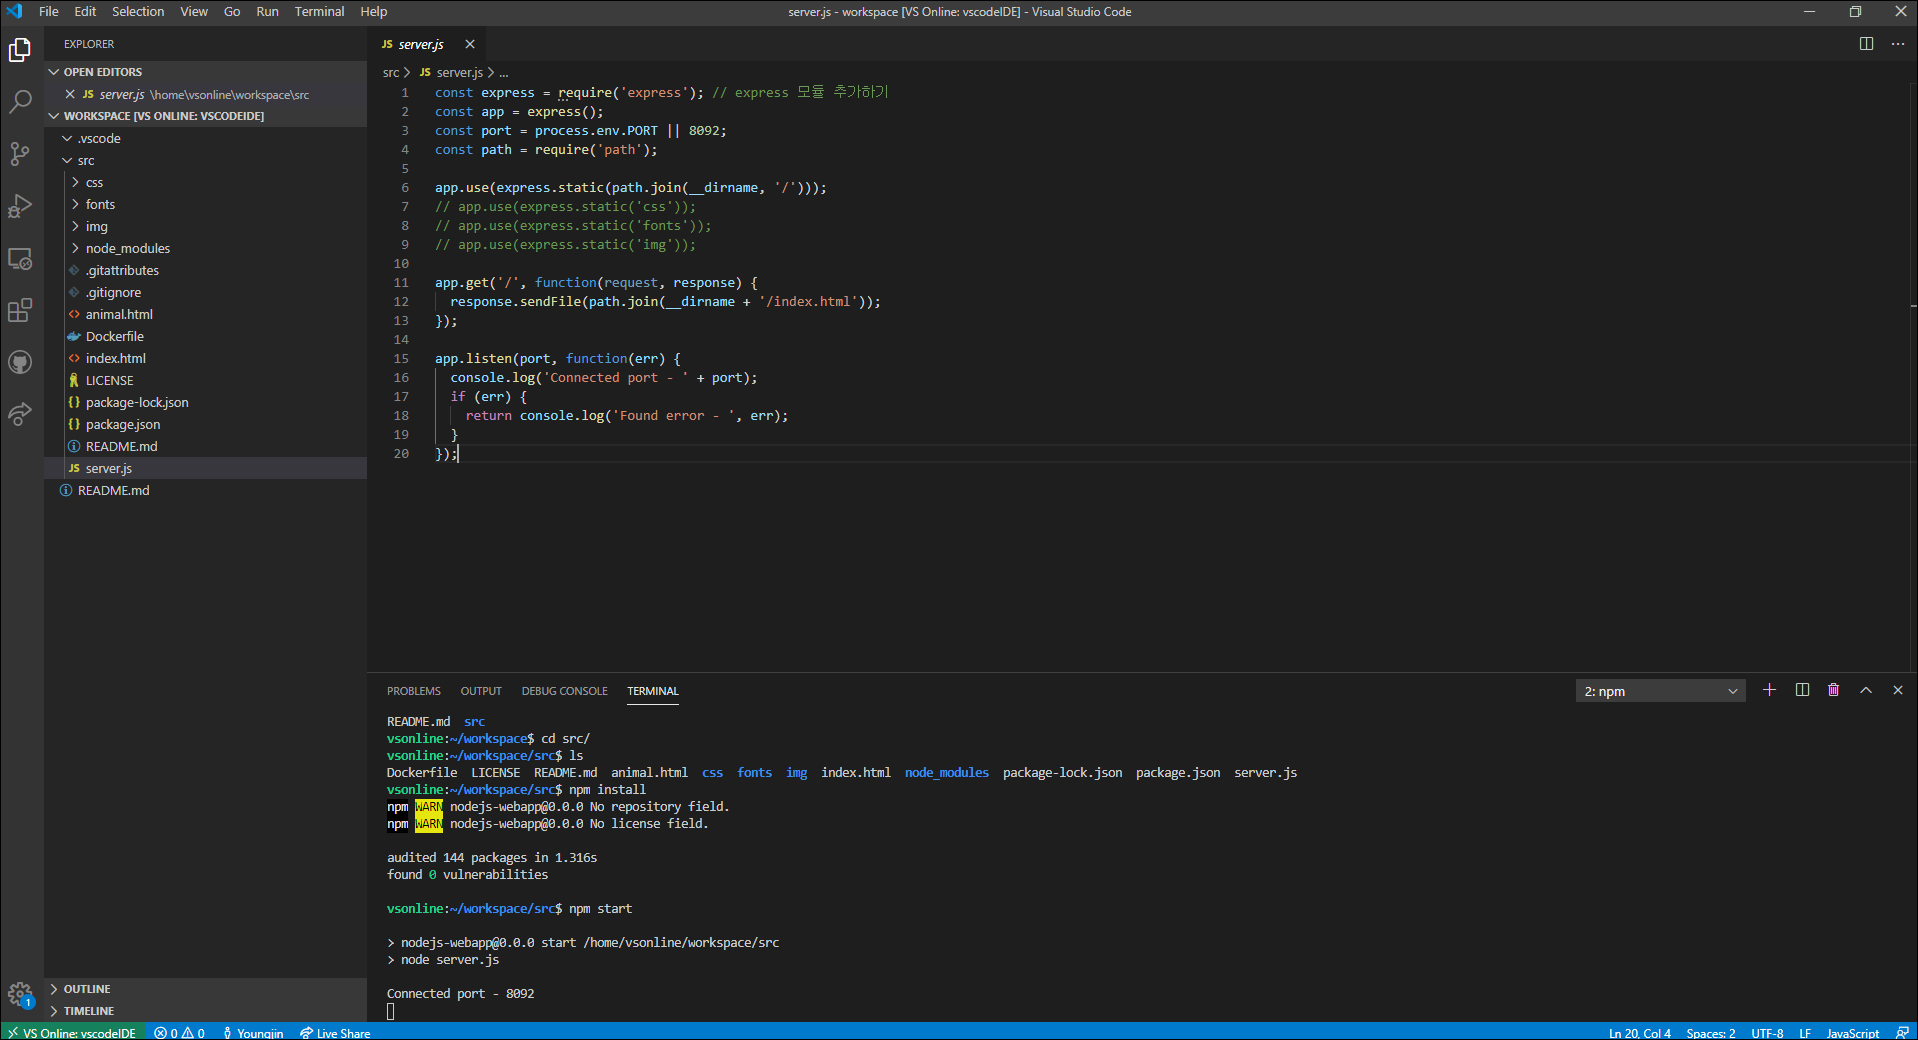 File Edit Selection View Go Run Terminal Help
server.js - workspace [VS Online: vscodeIDE] - Visual Studio Code
EXPLORER
OPEN EDITORS
JS server.js \home\vsonline\workspace\src
WORKSPACE [VS ONLINE: VSCODEIDE]
.vscode
src
css
fonts
img
node_modules
.gitattributes
.gitignore
animal.html
Dockerfile
index.html
LICENSE
package-lock.json
package.json
README.md
JS server.js
README.md
OUTLINE
TIMELINE
JS server.js
src > JS server.js > ...
1 const express = require('express'); // express 모듈 추가하기
2 const app = express();
3 const port = process.env.PORT || 8092;
4 const path = require('path');
5
6 app.use(express.static(path.join(__dirname, '/')));
7 // app.use(express.static('css'));
8 // app.use(express.static('fonts'));
9 // app.use(express.static('img'));
10
11 app.get('/', function(request, response) {
12 response.sendFile(path.join(__dirname + '/index.html'));
13 });
14
15 app.listen(port, function(err) {
16 console.log('Connected port - ' + port);
17 if (err) {
18 return console.log('Found error - ', err);
19 }
20 });
PROBLEMS OUTPUT DEBUG CONSOLE TERMINAL
2: npm
README.md src
vsonline:~/workspace$ cd src/
vsonline:~/workspace/src$ ls
Dockerfile LICENSE README.md animal.html css fonts img index.html node_modules package-lock.json package.json server.js
vsonline:~/workspace/src$ npm install
npm WARN nodejs-webapp@0.0.0 No repository field.
npm WARN nodejs-webapp@0.0.0 No license field.
audited 144 packages in 1.316s
found 0 vulnerabilities
vsonline:~/workspace/src$ npm start
> nodejs-webapp@0.0.0 start /home/vsonline/workspace/src
> node server.js
Connected port - 8092
1
VS Online: vscodeIDE 0 0 Youngjin Live Share
Ln 20, Col 4 Spaces: 2 UTF-8 LF JavaScript